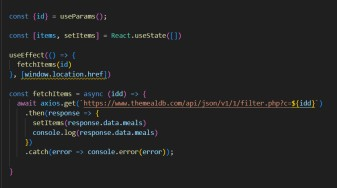 const {id} = useParams();
const [items, setItems] = React.useState([])
useEffect(() => {
fetchItems(id)
}, [window.location.href])
const fetchItems = async (idd) => {
await axios.get(`https://www.themealdb.com/api/json/v1/1/filter.php?c=${idd}`)
.then(response => {
setItems(response.data.meals)
console.log(response.data.meals)
})
.catch(error => console.error(error));
}